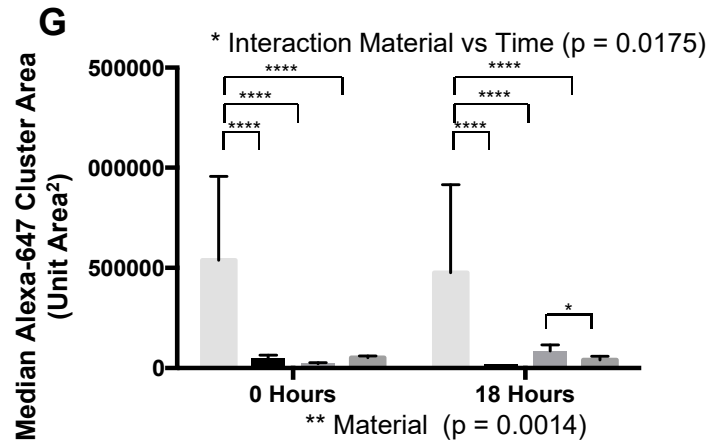 G
* Interaction Material vs Time (p = 0.0175)
Median Alexa-647 Cluster Area
(Unit Area²)
500000
000000
500000
0
****
****
****
****
****
****
*
0 Hours
18 Hours
** Material (p = 0.0014)